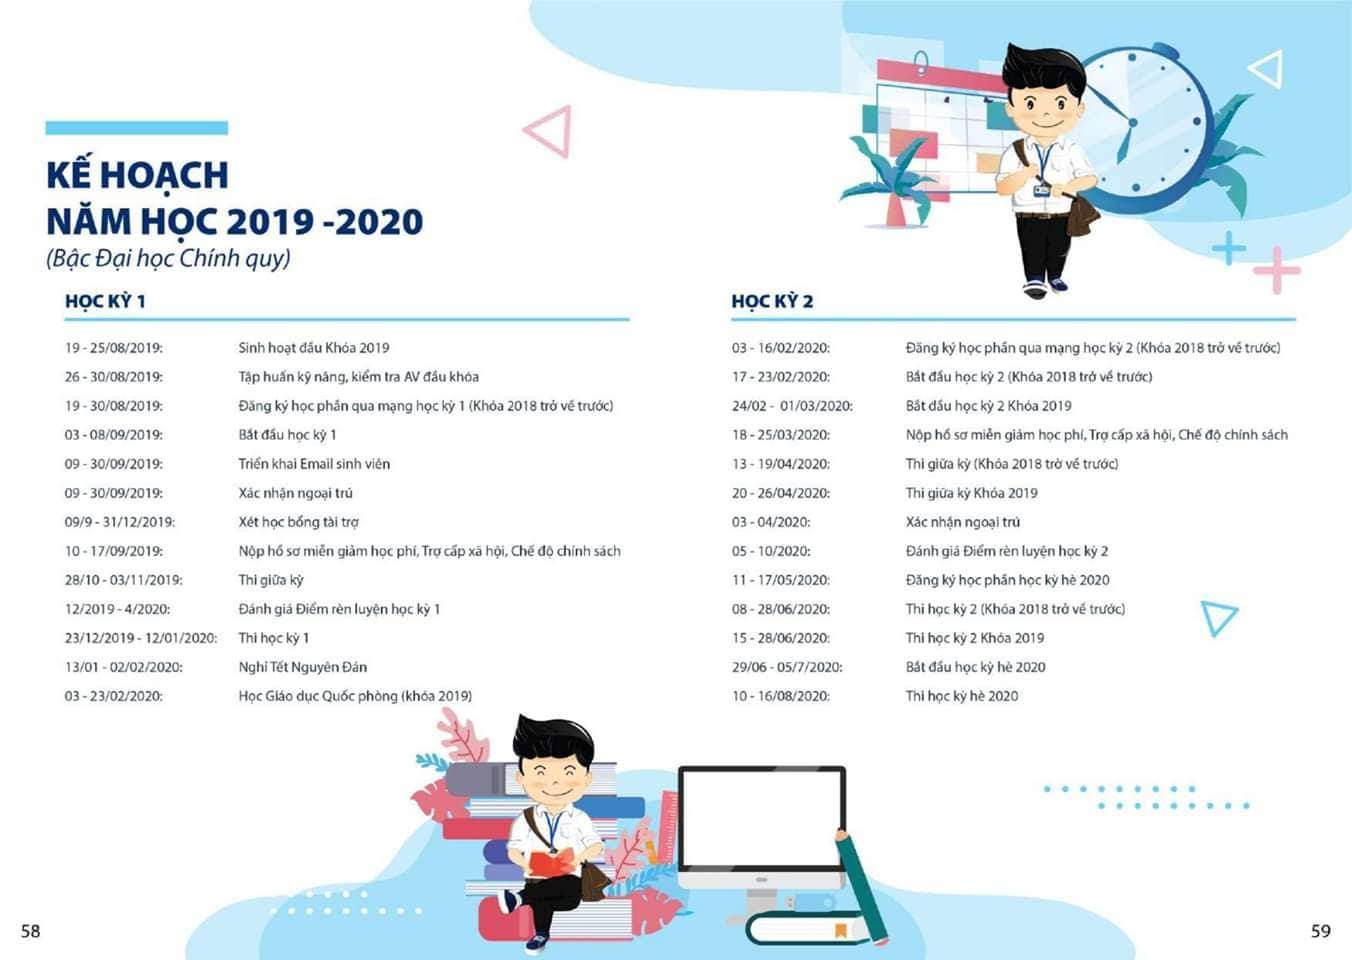 KẾ HOẠCH
NĂM HỌC 2019 -2020
(Bậc Đại học Chính quy)
HỌC KỲ 1
19 - 25/08/2019: Sinh hoạt đầu Khóa 2019
26 - 30/08/2019: Tập huấn kỹ năng, kiểm tra AV đầu khóa
19 - 30/08/2019: Đăng ký học phần qua mạng học kỳ 1 (Khóa 2018 trở về trước)
03 - 08/09/2019: Bắt đầu học kỳ 1
09 - 30/09/2019: Triển khai Email sinh viên
09 - 30/09/2019: Xác nhận ngoại trú
09/9 - 31/12/2019: Xét học bổng tài trợ
10 - 17/09/2019: Nộp hồ sơ miễn giảm học phí, Trợ cấp xã hội, Chế độ chính sách
28/10 - 03/11/2019: Thi giữa kỳ
12/2019 - 4/2020: Đánh giá Điểm rèn luyện học kỳ 1
23/12/2019 - 12/01/2020: Thi học kỳ 1
13/01 - 02/02/2020: Nghỉ Tết Nguyên Đán
03 - 23/02/2020: Học Giáo dục Quốc phòng (khóa 2019)
HỌC KỲ 2
03 - 16/02/2020: Đăng ký học phần qua mạng học kỳ 2 (Khóa 2018 trở về trước)
17 - 23/02/2020: Bắt đầu học kỳ 2 (Khóa 2018 trở về trước)
24/02 - 01/03/2020: Bắt đầu học kỳ 2 Khóa 2019
18 - 25/03/2020: Nộp hồ sơ miễn giảm học phí, Trợ cấp xã hội, Chế độ chính sách
13 - 19/04/2020: Thi giữa kỳ (Khóa 2018 trở về trước)
20 - 26/04/2020: Thi giữa kỳ Khóa 2019
03 - 04/2020: Xác nhận ngoại trú
05 - 10/2020: Đánh giá Điểm rèn luyện học kỳ 2
11 - 17/05/2020: Đăng ký học phần học kỳ hè 2020
08 - 28/06/2020: Thi học kỳ 2 (Khóa 2018 trở về trước)
15 - 28/06/2020: Thi học kỳ 2 Khóa 2019
29/06 - 05/7/2020: Bắt đầu học kỳ hè 2020
10 - 16/08/2020: Thi học kỳ hè 2020
58
59